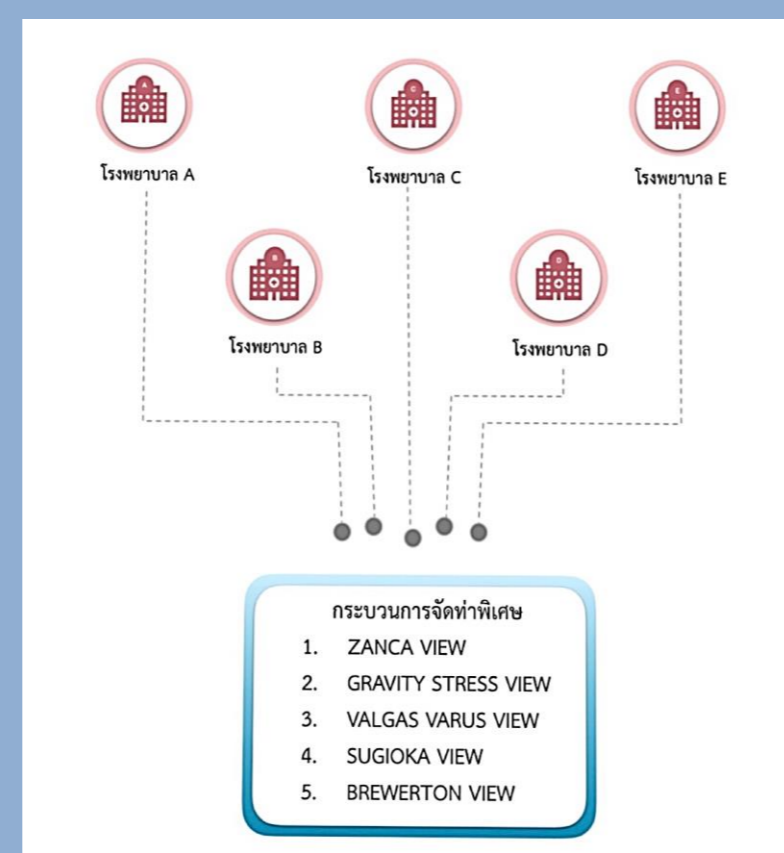 A
C
E
โรงพยาบาล A
โรงพยาบาล C
โรงพยาบาล E
B
D
โรงพยาบาล B
โรงพยาบาล D
กระบวนการจัดท่าพิเศษ
1. ZANCA VIEW
2. GRAVITY STRESS VIEW
3. VALGAS VARUS VIEW
4. SUGIOKA VIEW
5. BREWERTON VIEW